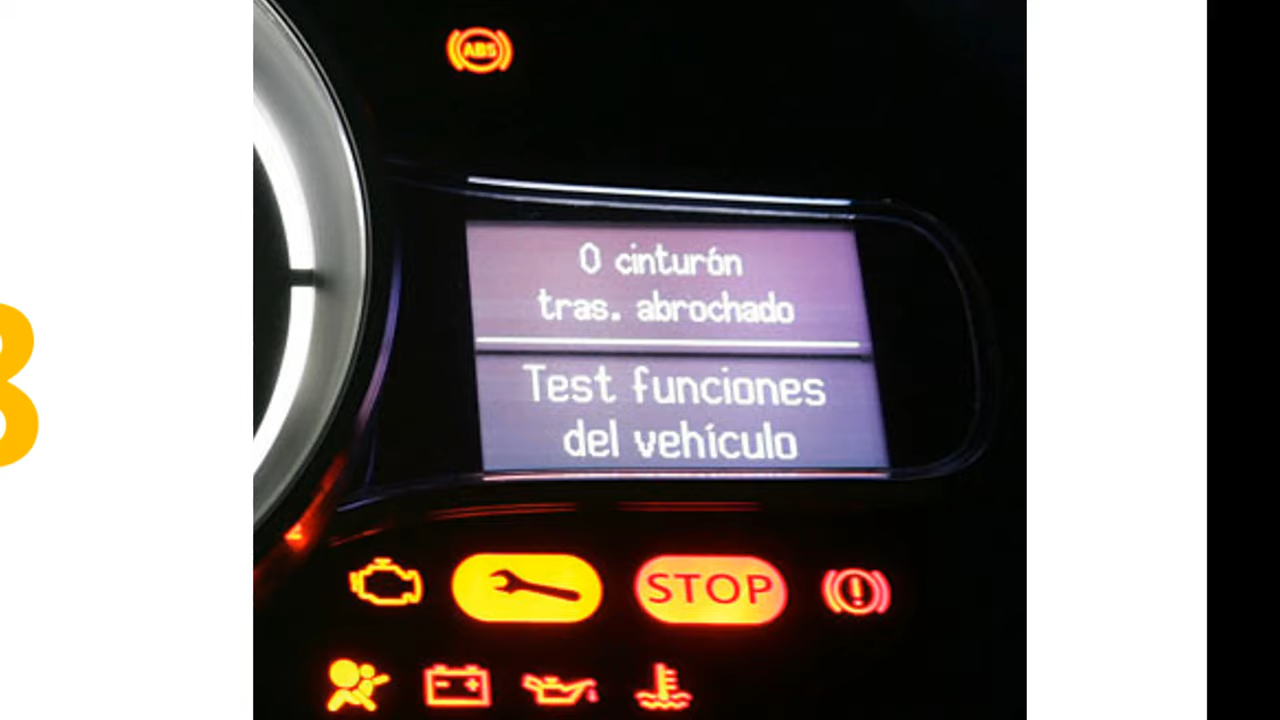 ABS
0 cinturón
tras. abrochado
Test funciones
del vehículo
STOP